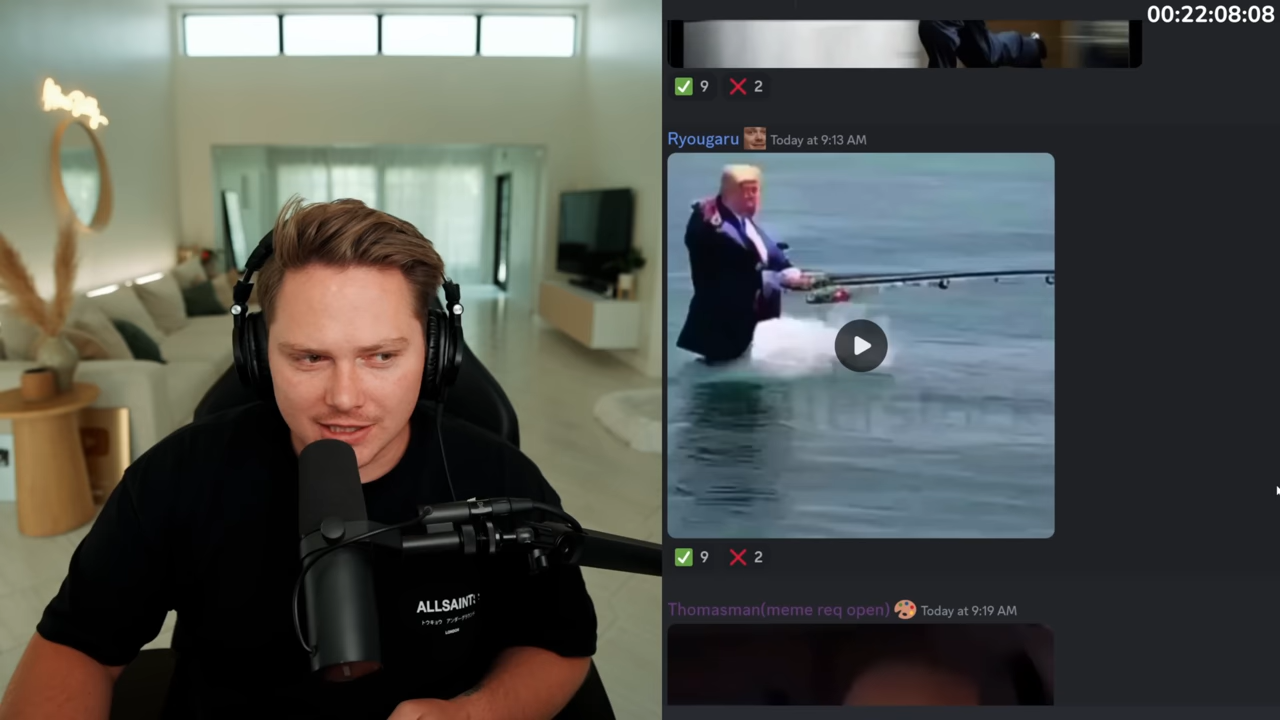 00:22:08:08
9 2
Ryougaru Today at 9:13 AM
9 2
Thomasman(meme req open) Today at 9:19 AM
ALLSAINTS
LONDON